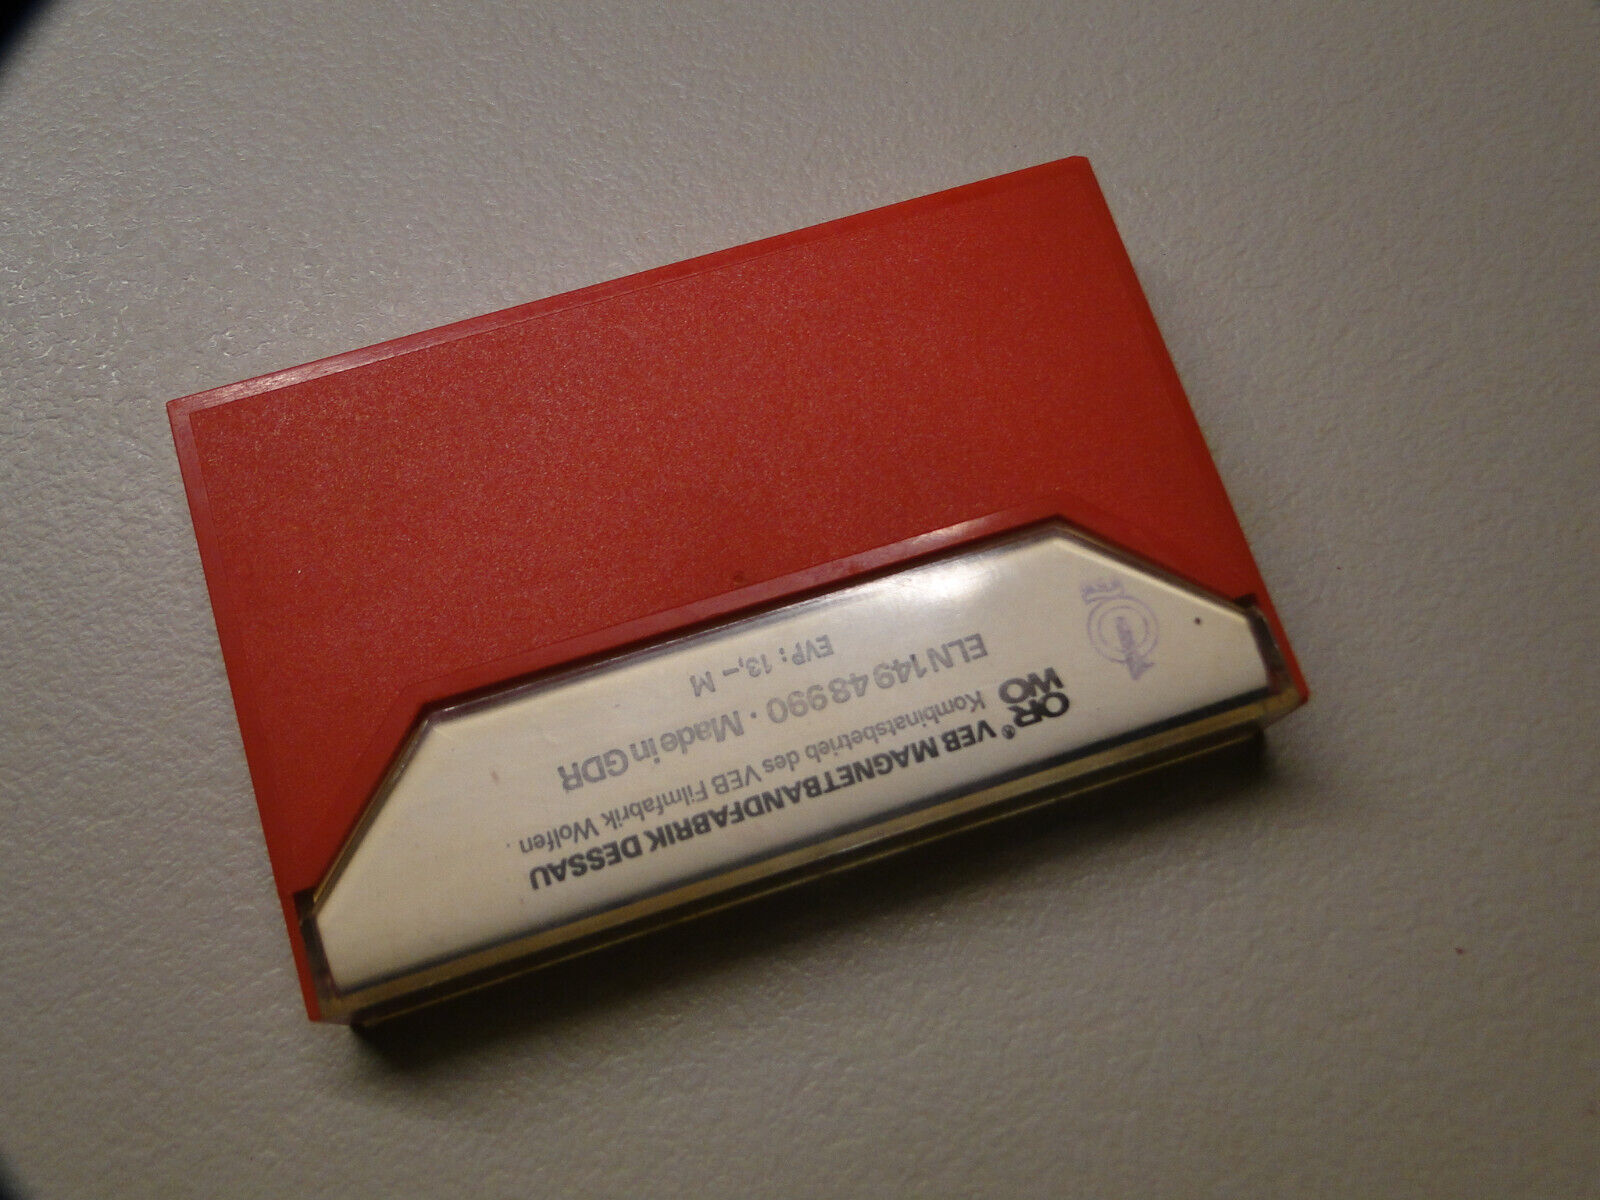 ORWO® VEB MAGNETBANDFABRIK DESSAU
Kombinatsbetrieb des VEB Filmfabrik Wolfen
ELN 149 48 990 · Made in GDR
EVP: 13,– M